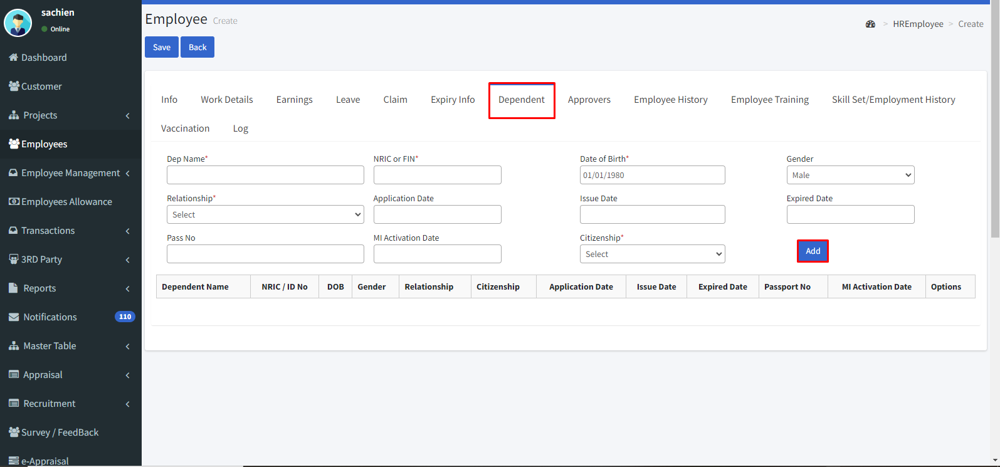 sachien
Online
Dashboard
Customer
Projects
Employees
Employee Management
Employees Allowance
Transactions
3RD Party
Reports
Notifications 110
Master Table
Appraisal
Recruitment
Survey / FeedBack
e-Appraisal
Employee Create
> HREmployee > Create
Save Back
Info Work Details Earnings Leave Claim Expiry Info Dependent Approvers Employee History Employee Training Skill Set/Employment History
Vaccination Log
Dep Name* NRIC or FIN* Date of Birth* Gender
01/01/1980 Male
Relationship* Application Date Issue Date Expired Date
Select
Pass No MI Activation Date Citizenship*
Select Add
Dependent Name NRIC / ID No DOB Gender Relationship Citizenship Application Date Issue Date Expired Date Passport No MI Activation Date Options